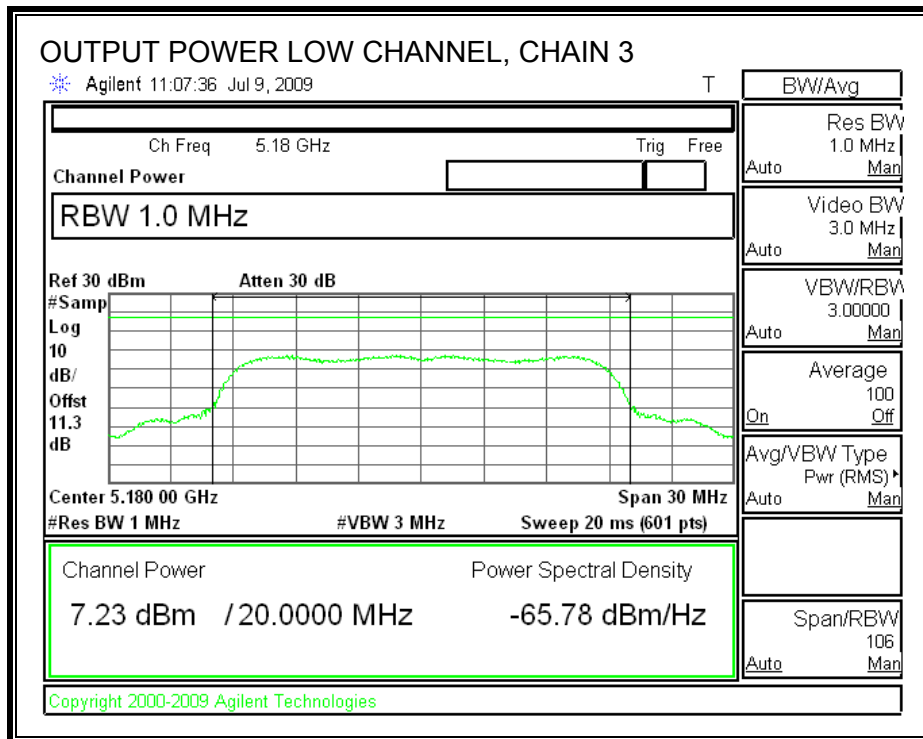 OUTPUT POWER LOW CHANNEL, CHAIN 3
Agilent 11:07:36 Jul 9, 2009 T
Ch Freq 5.18 GHz Trig Free
Channel Power
RBW 1.0 MHz
Ref 30 dBm Atten 30 dB
#Samp
Log
10
dB/
Offst
11.3
dB
Center 5.180 00 GHz Span 30 MHz
#Res BW 1 MHz #VBW 3 MHz Sweep 20 ms (601 pts)
Channel Power Power Spectral Density
7.23 dBm / 20.0000 MHz -65.78 dBm/Hz
Copyright 2000-2009 Agilent Technologies
BW/Avg
Res BW
1.0 MHz
Auto Man
Video BW
3.0 MHz
Auto Man
VBW/RBW
3.00000
Auto Man
Average
100
On Off
Avg/VBW Type
Pwr (RMS)
Auto Man
Span/RBW
106
Auto Man